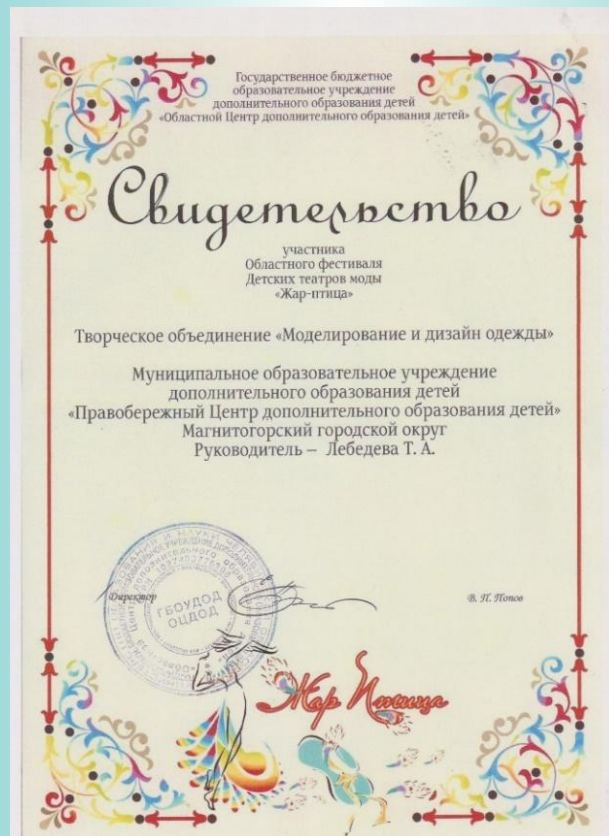 Государственное бюджетное
образовательное учреждение
дополнительного образования детей
«Областной Центр дополнительного образования детей»
Свидетельство
участника
Областного фестиваля
Детских театров моды
«Жар-птица»
Творческое объединение «Моделирование и дизайн одежды»
Муниципальное образовательное учреждение
дополнительного образования детей
«Правобережный Центр дополнительного образования детей»
Магнитогорский городской округ
Руководитель – Лебедева Т. А.
Директор
ГБОУДОД
ОЦДОД
В. П. Попов
Жар Птица